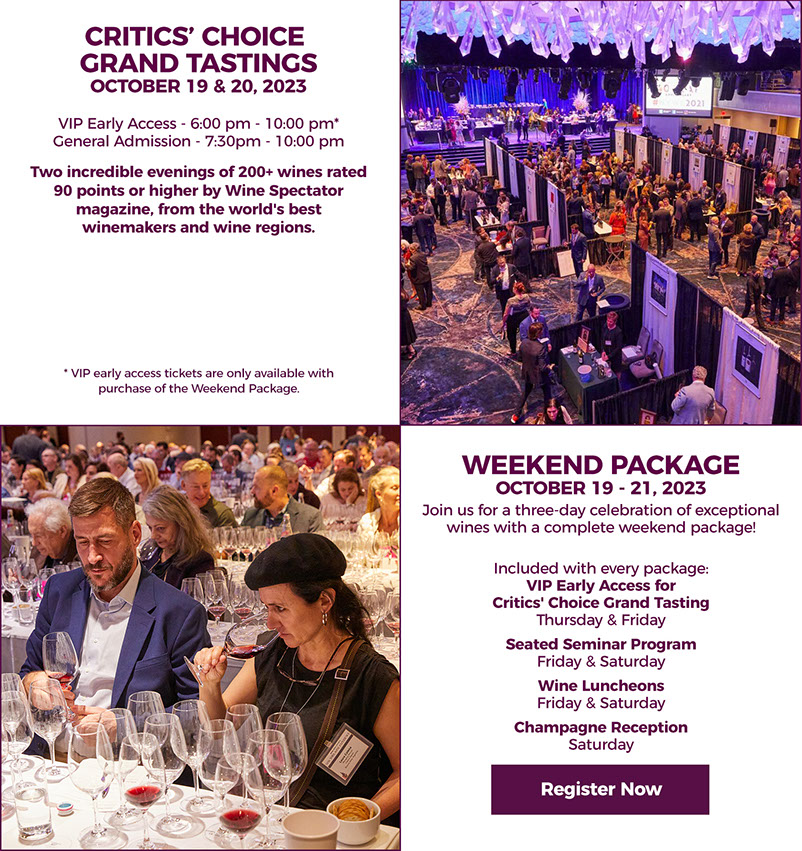 CRITICS’ CHOICE
GRAND TASTINGS
OCTOBER 19 & 20, 2023
VIP Early Access - 6:00 pm - 10:00 pm*
General Admission - 7:30pm - 10:00 pm
Two incredible evenings of 200+ wines rated
90 points or higher by Wine Spectator
magazine, from the world's best
winemakers and wine regions.
* VIP early access tickets are only available with
purchase of the Weekend Package.
2021
WEEKEND PACKAGE
OCTOBER 19 - 21, 2023
Join us for a three-day celebration of exceptional
wines with a complete weekend package!
Included with every package:
VIP Early Access for
Critics' Choice Grand Tasting
Thursday & Friday
Seated Seminar Program
Friday & Saturday
Wine Luncheons
Friday & Saturday
Champagne Reception
Saturday
Register Now